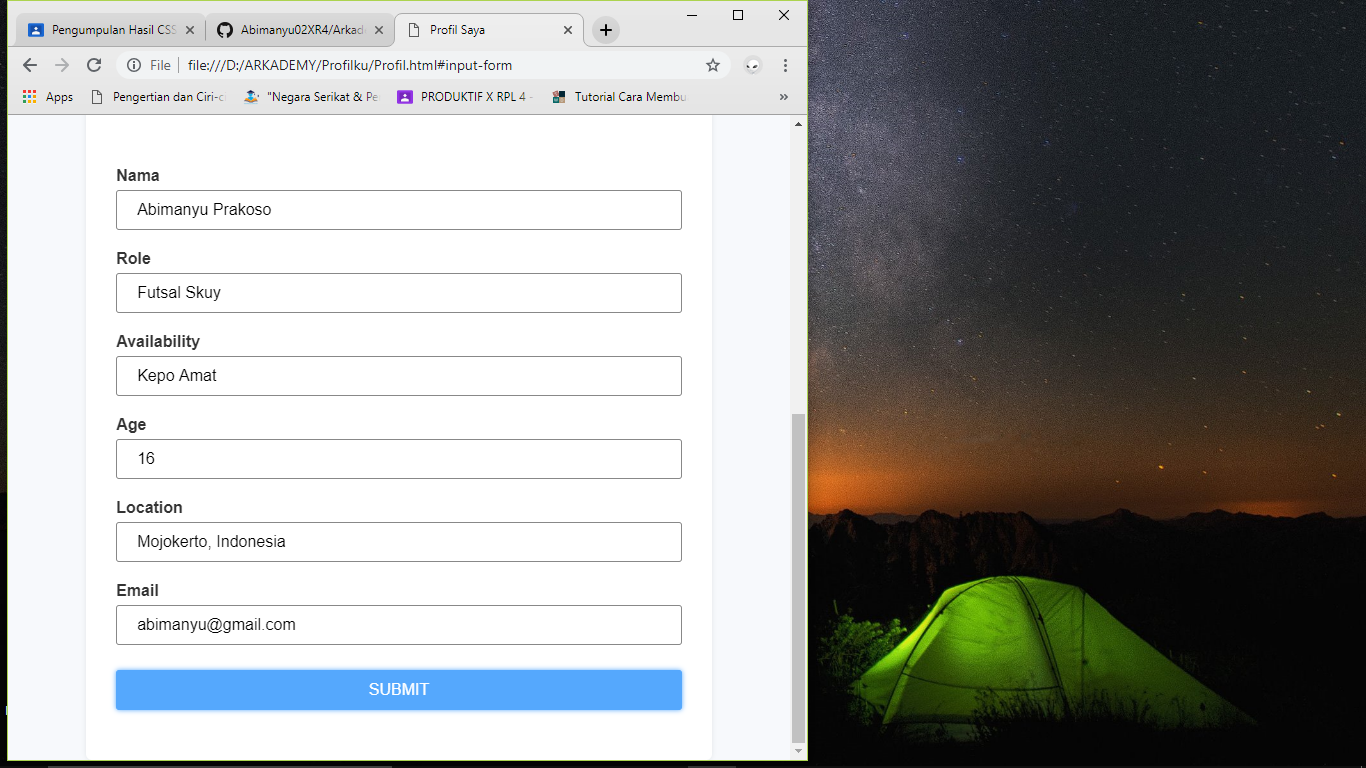 Pengumpulan Hasil CSS
Abimanyu02XR4/Arkad
Profil Saya
File
file:///D:/ARKADEMY/Profilku/Profil.html#input-form
Apps
Pengertian dan Ciri-c
"Negara Serikat & Pe
PRODUKTIF X RPL 4 -
Tutorial Cara Membu
»
Nama
Abimanyu Prakoso
Role
Futsal Skuy
Availability
Kepo Amat
Age
16
Location
Mojokerto, Indonesia
Email
abimanyu@gmail.com
SUBMIT